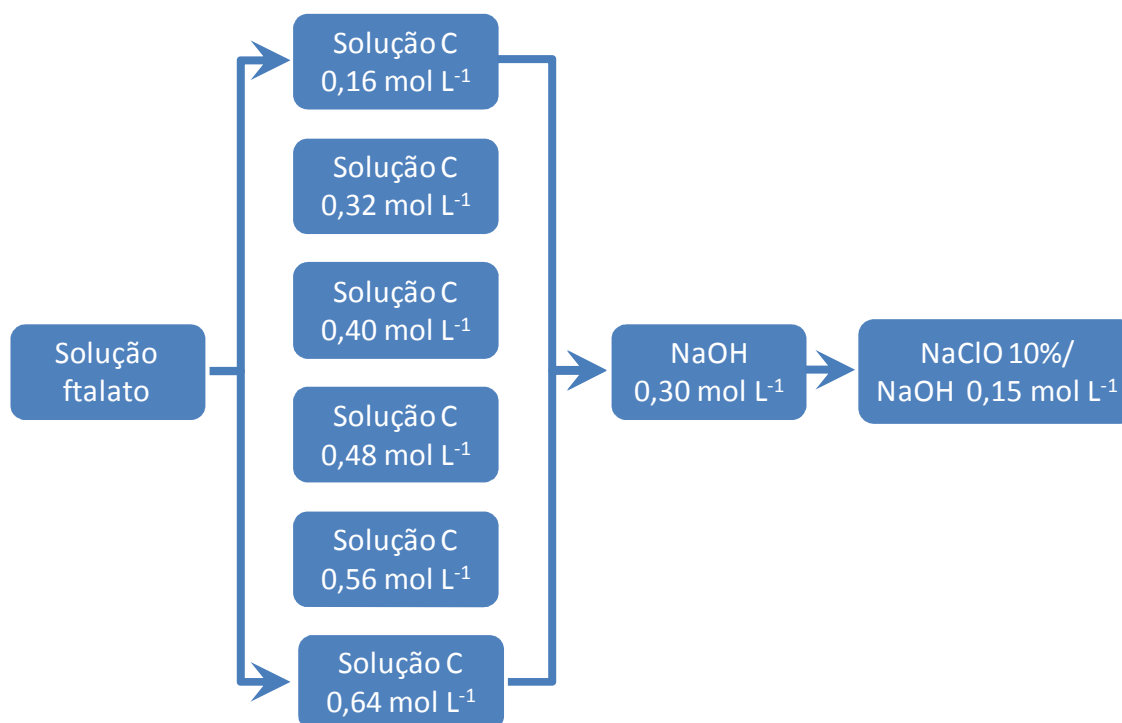 Solução
ftalato
Solução C
0,16 mol L⁻¹
Solução C
0,32 mol L⁻¹
Solução C
0,40 mol L⁻¹
Solução C
0,48 mol L⁻¹
Solução C
0,56 mol L⁻¹
Solução C
0,64 mol L⁻¹
NaOH
0,30 mol L⁻¹
NaClO 10%/
NaOH 0,15 mol L⁻¹